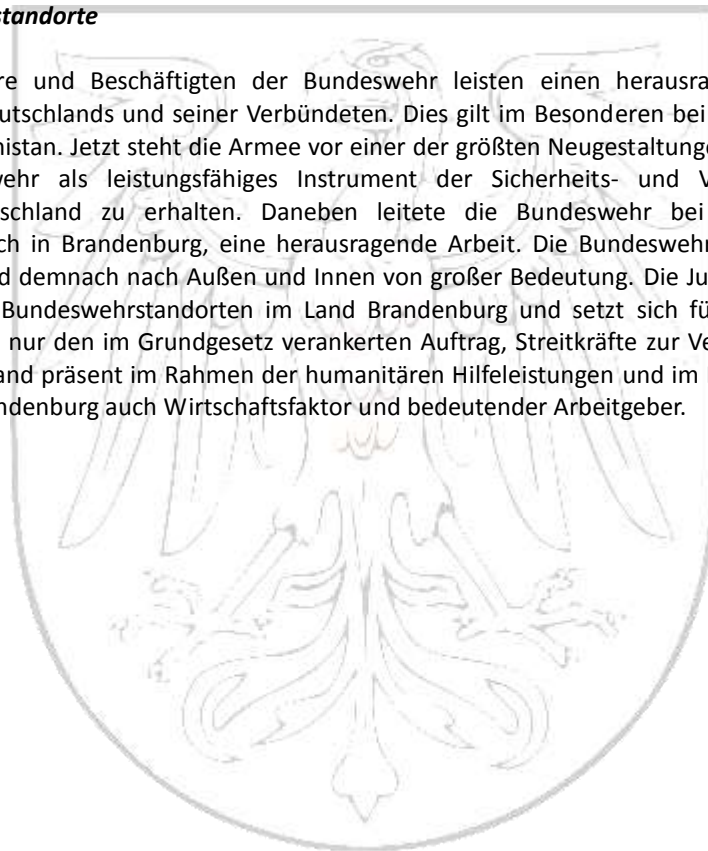 standorte
re und Beschäftigten der Bundeswehr leisten einen herausra
utschlands und seiner Verbündeten. Dies gilt im Besonderen bei
nistan. Jetzt steht die Armee vor einer der größten Neugestaltunge
wehr als leistungsfähiges Instrument der Sicherheits- und V
schland zu erhalten. Daneben leitete die Bundeswehr bei
ch in Brandenburg, eine herausragende Arbeit. Die Bundeswehr
d demnach nach Außen und Innen von großer Bedeutung. Die Ju
Bundeswehrstandorten im Land Brandenburg und setzt sich fü
nur den im Grundgesetz verankerten Auftrag, Streitkräfte zur Ve
and präsent im Rahmen der humanitären Hilfeleistungen und im
ndenburg auch Wirtschaftsfaktor und bedeutender Arbeitgeber.